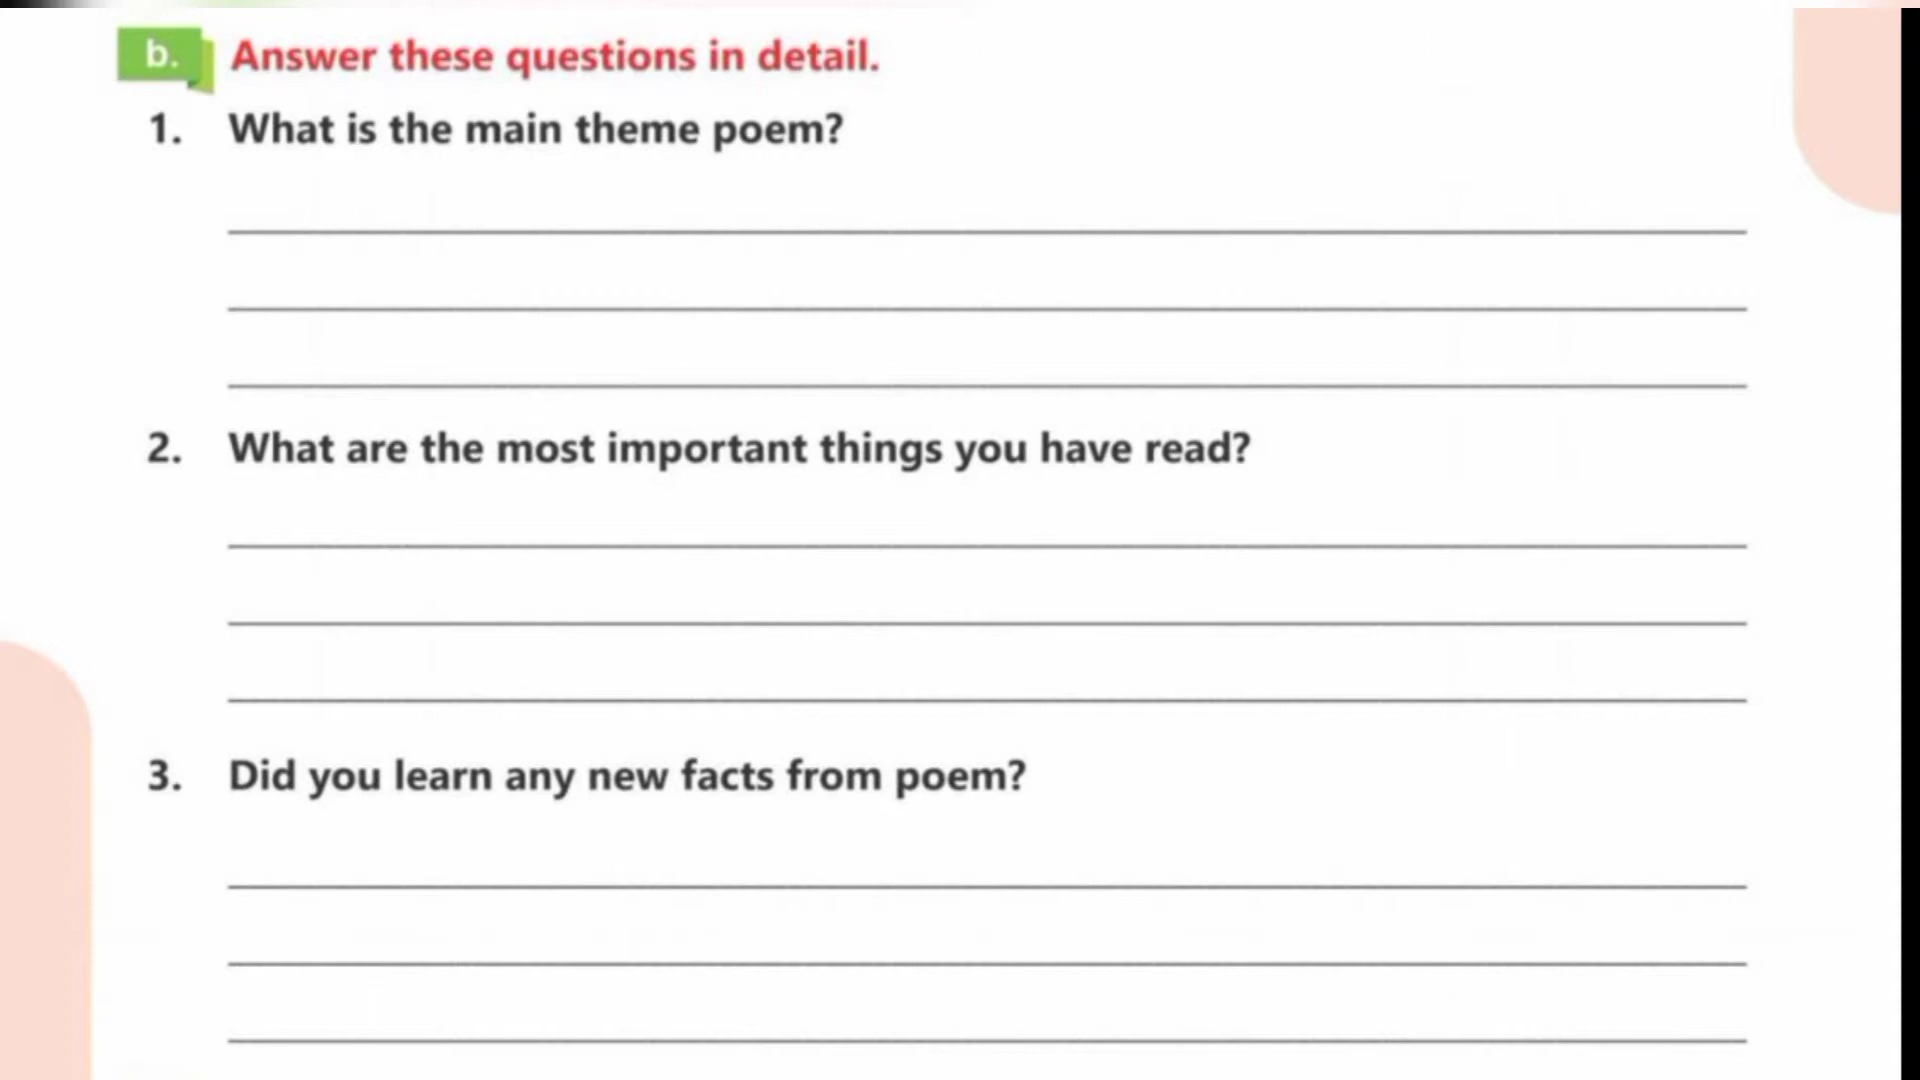 b. Answer these questions in detail.
1. What is the main theme poem?
2. What are the most important things you have read?
3. Did you learn any new facts from poem?